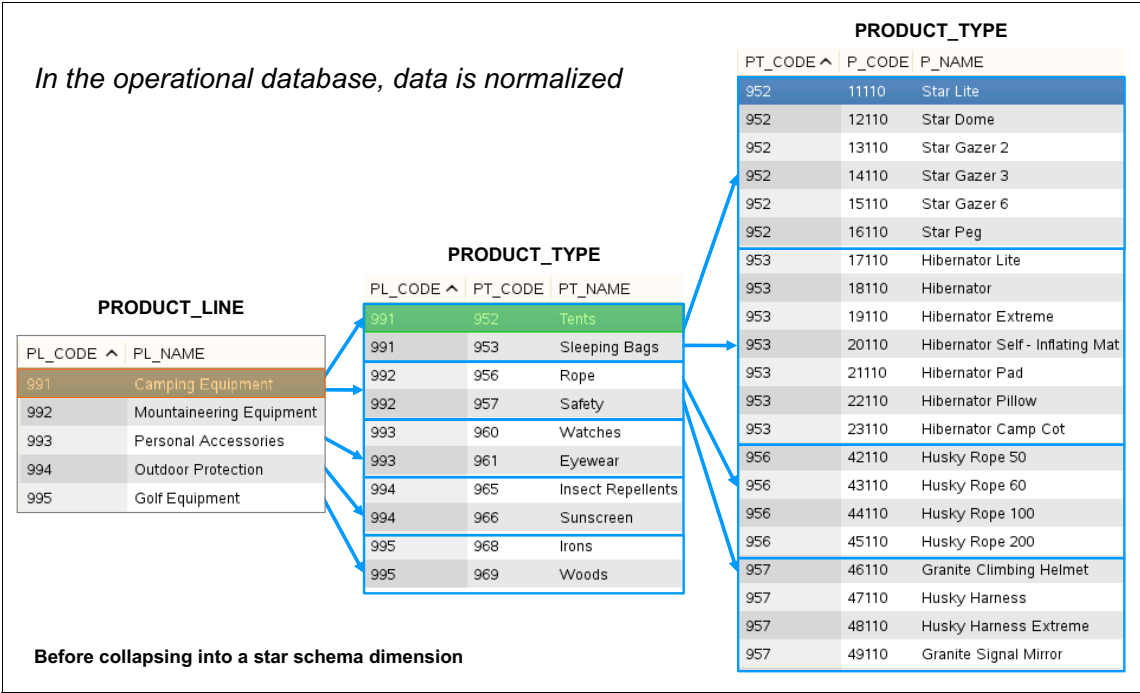 PRODUCT_TYPE
In the operational database, data is normalized
PT_CODE P_CODE P_NAME
952 11110 Star Lite
952 12110 Star Dome
952 13110 Star Gazer 2
952 14110 Star Gazer 3
952 15110 Star Gazer 6
952 16110 Star Peg
953 17110 Hibernator Lite
953 18110 Hibernator
953 19110 Hibernator Extreme
953 20110 Hibernator Self - Inflating Mat
953 21110 Hibernator Pad
953 22110 Hibernator Pillow
953 23110 Hibernator Camp Cot
956 42110 Husky Rope 50
956 43110 Husky Rope 60
956 44110 Husky Rope 100
956 45110 Husky Rope 200
957 46110 Granite Climbing Helmet
957 47110 Husky Harness
957 48110 Husky Harness Extreme
957 49110 Granite Signal Mirror
PRODUCT_TYPE
PL_CODE PT_CODE PT_NAME
991 952 Tents
991 953 Sleeping Bags
992 956 Rope
992 957 Safety
993 960 Watches
993 961 Eyewear
994 965 Insect Repellents
994 966 Sunscreen
995 968 Irons
995 969 Woods
PRODUCT_LINE
PL_CODE PL_NAME
991 Camping Equipment
992 Mountaineering Equipment
993 Personal Accessories
994 Outdoor Protection
995 Golf Equipment
Before collapsing into a star schema dimension